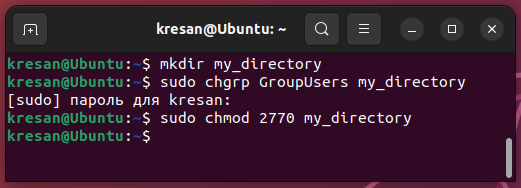 kresan@Ubuntu: ~
kresan@Ubuntu:~$ mkdir my_directory
kresan@Ubuntu:~$ sudo chgrp GroupUsers my_directory
[sudo] пароль для kresan:
kresan@Ubuntu:~$ sudo chmod 2770 my_directory
kresan@Ubuntu:~$